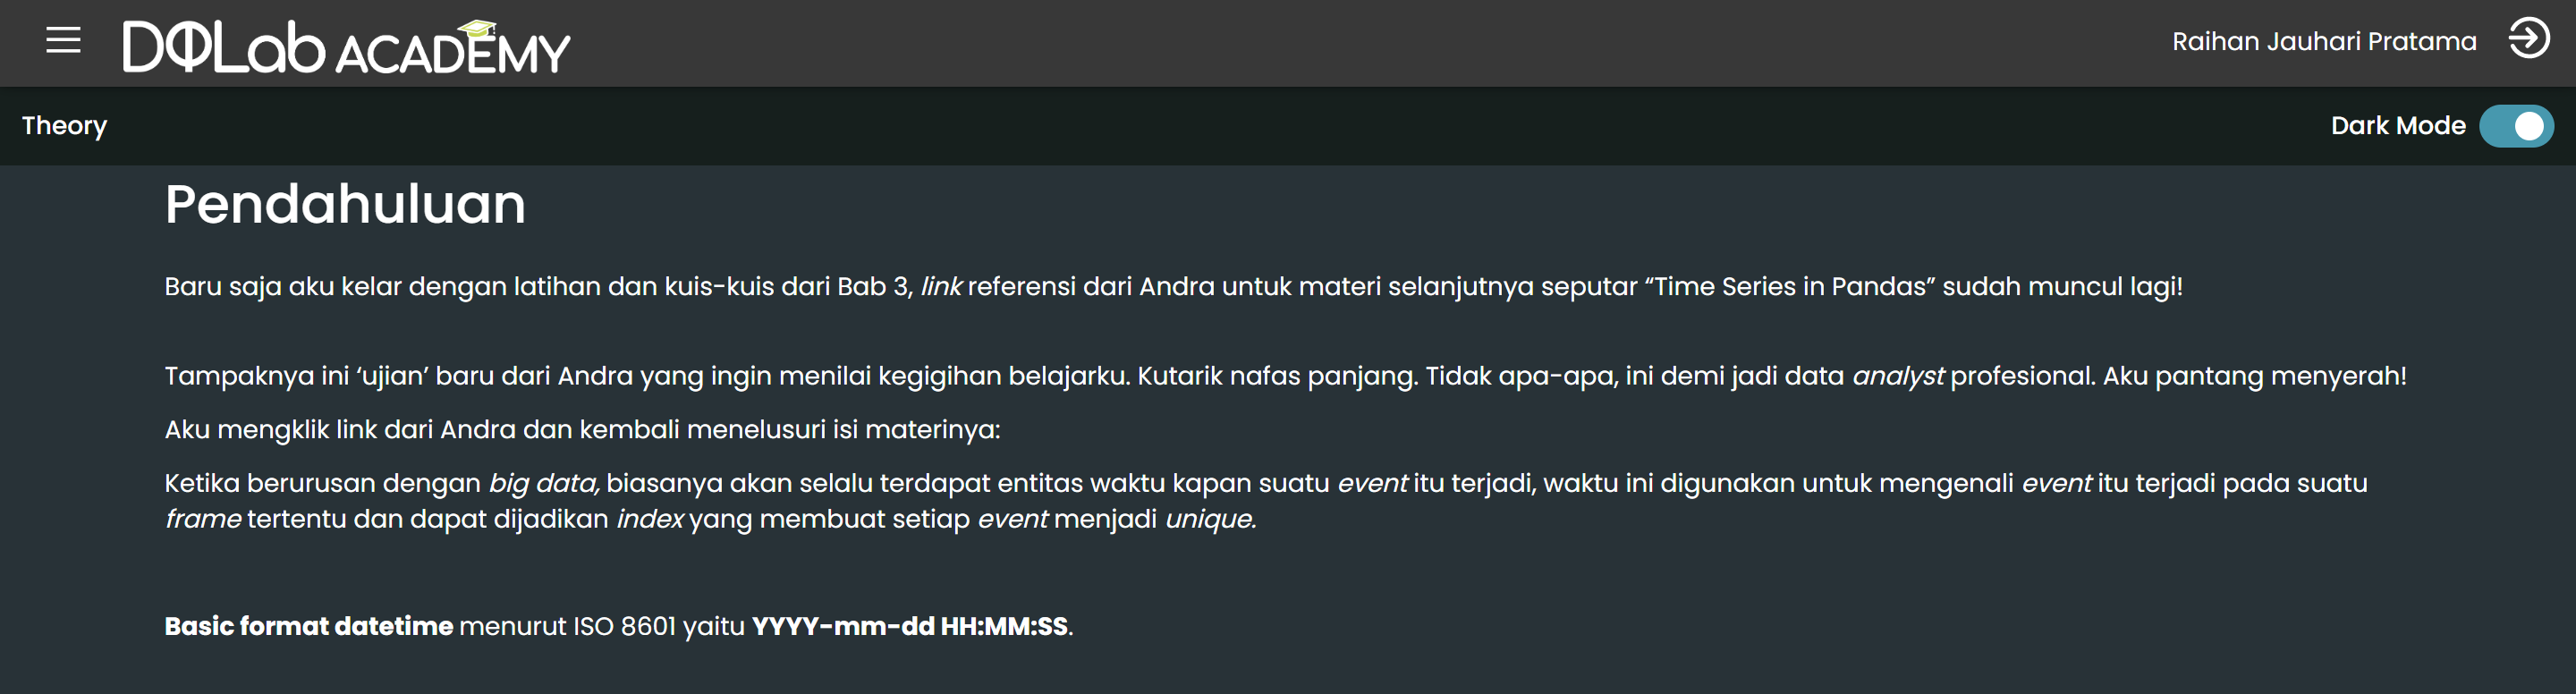 DQLab ACADEMY
Raihan Jauhari Pratama
Theory
Dark Mode
Pendahuluan
Baru saja aku kelar dengan latihan dan kuis-kuis dari Bab 3, link referensi dari Andra untuk materi selanjutnya seputar “Time Series in Pandas” sudah muncul lagi!
Tampaknya ini ‘ujian’ baru dari Andra yang ingin menilai kegigihan belajarku. Kutarik nafas panjang. Tidak apa-apa, ini demi jadi data analyst profesional. Aku pantang menyerah!
Aku mengklik link dari Andra dan kembali menelusuri isi materinya:
Ketika berurusan dengan big data, biasanya akan selalu terdapat entitas waktu kapan suatu event itu terjadi, waktu ini digunakan untuk mengenali event itu terjadi pada suatu
frame tertentu dan dapat dijadikan index yang membuat setiap event menjadi unique.
Basic format datetime menurut ISO 8601 yaitu YYYY-mm-dd HH:MM:SS.